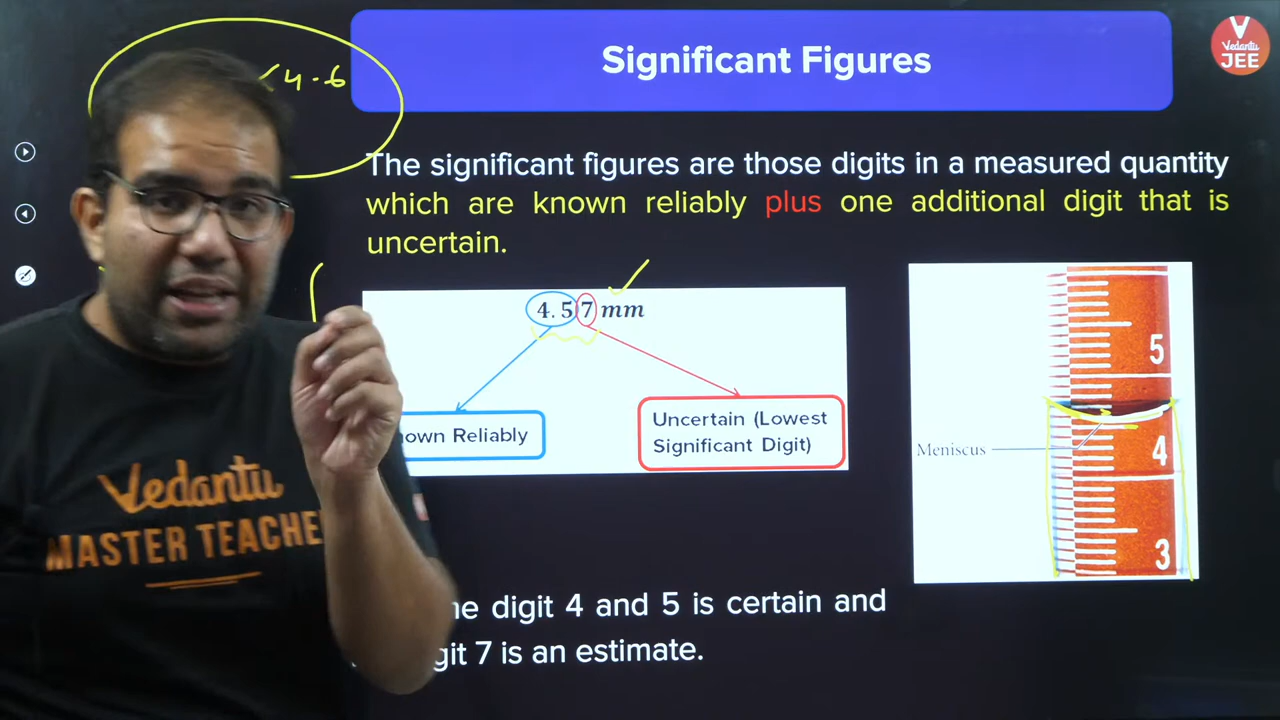 < 4.6
Significant Figures
V
Vedantu
JEE
The significant figures are those digits in a measured quantity
which are known reliably plus one additional digit that is
uncertain.
4.57 mm
nown Reliably
Uncertain (Lowest
Significant Digit)
5
Meniscus
4
3
Vedantu
MASTER TEACHE
he digit 4 and 5 is certain and
git 7 is an estimate.